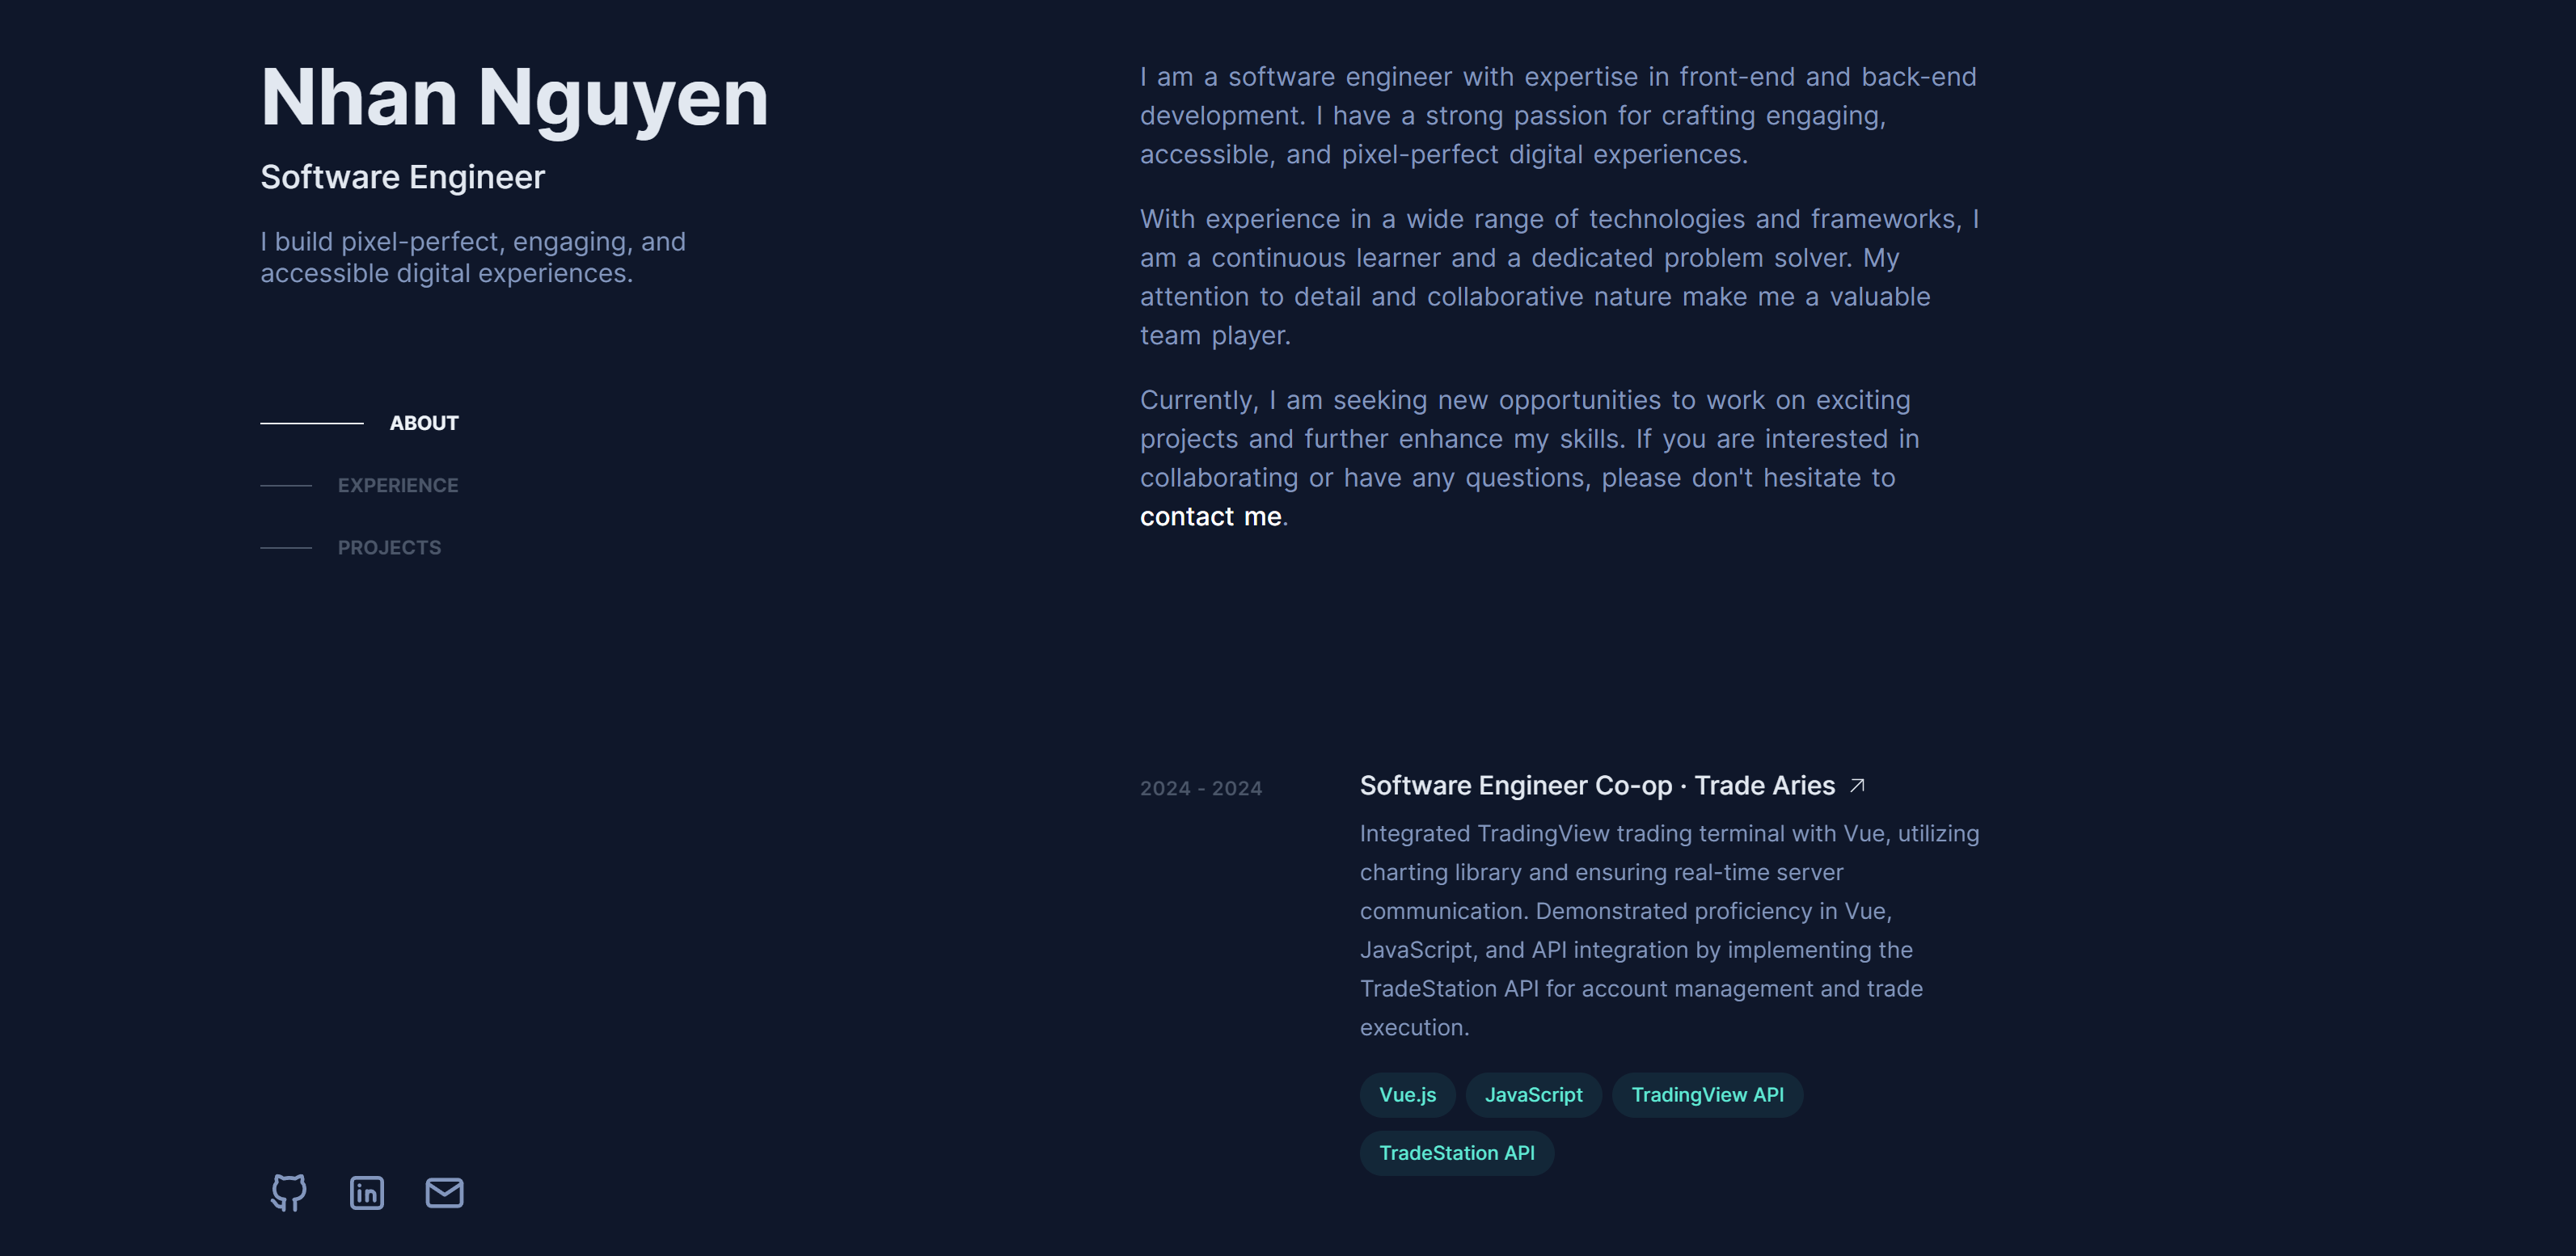 Nhan Nguyen
Software Engineer
I build pixel-perfect, engaging, and
accessible digital experiences.
ABOUT
EXPERIENCE
PROJECTS
I am a software engineer with expertise in front-end and back-end
development. I have a strong passion for crafting engaging,
accessible, and pixel-perfect digital experiences.
With experience in a wide range of technologies and frameworks, I
am a continuous learner and a dedicated problem solver. My
attention to detail and collaborative nature make me a valuable
team player.
Currently, I am seeking new opportunities to work on exciting
projects and further enhance my skills. If you are interested in
collaborating or have any questions, please don't hesitate to
contact me.
2024 - 2024
Software Engineer Co-op · Trade Aries
Integrated TradingView trading terminal with Vue, utilizing
charting library and ensuring real-time server
communication. Demonstrated proficiency in Vue,
JavaScript, and API integration by implementing the
TradeStation API for account management and trade
execution.
Vue.js JavaScript TradingView API
TradeStation API
in